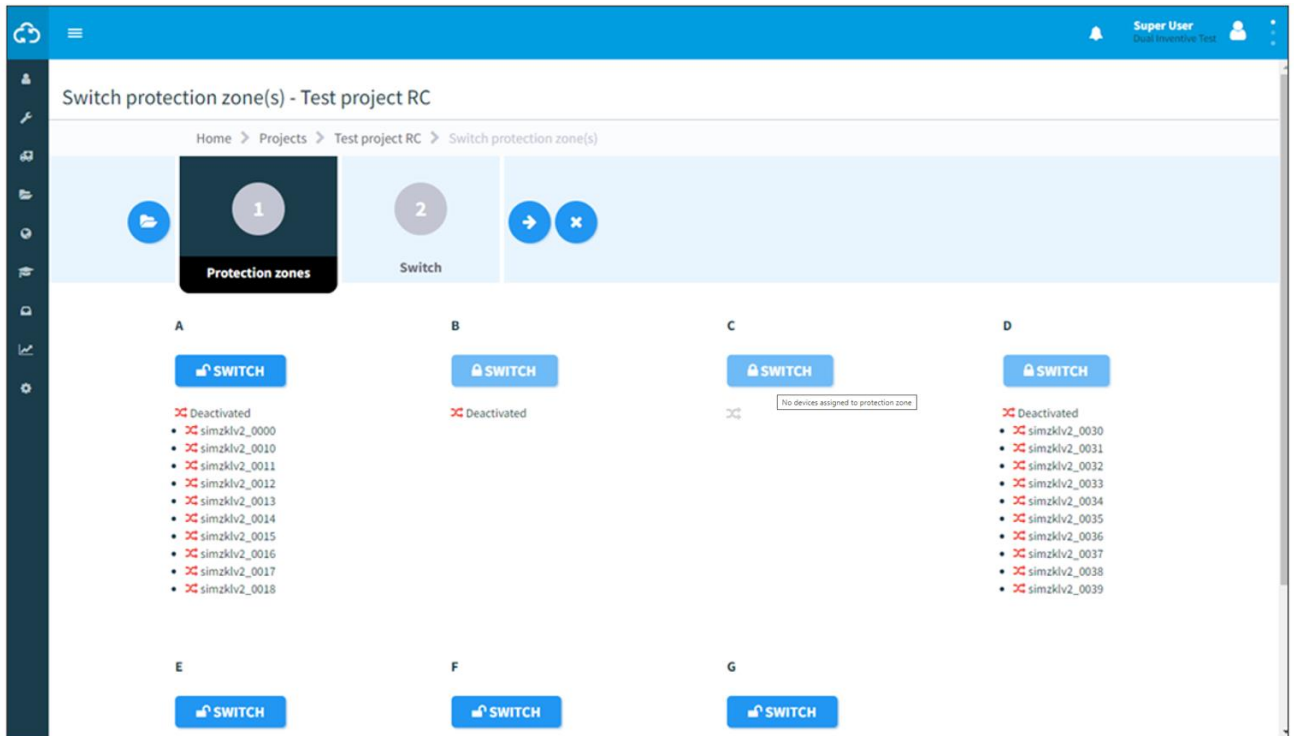 Super User
Dual Inventive Test
Switch protection zone(s) - Test project RC
Home > Projects > Test project RC > Switch protection zone(s)
1
2
Protection zones
Switch
A
B
C
D
SWITCH
SWITCH
SWITCH
SWITCH
No devices assigned to protection zone
Deactivated
simzklv2_0000
simzklv2_0010
simzklv2_0011
simzklv2_0012
simzklv2_0013
simzklv2_0014
simzklv2_0015
simzklv2_0016
simzklv2_0017
simzklv2_0018
Deactivated
Deactivated
simzklv2_0030
simzklv2_0031
simzklv2_0032
simzklv2_0033
simzklv2_0034
simzklv2_0035
simzklv2_0036
simzklv2_0037
simzklv2_0038
simzklv2_0039
E
F
G
SWITCH
SWITCH
SWITCH